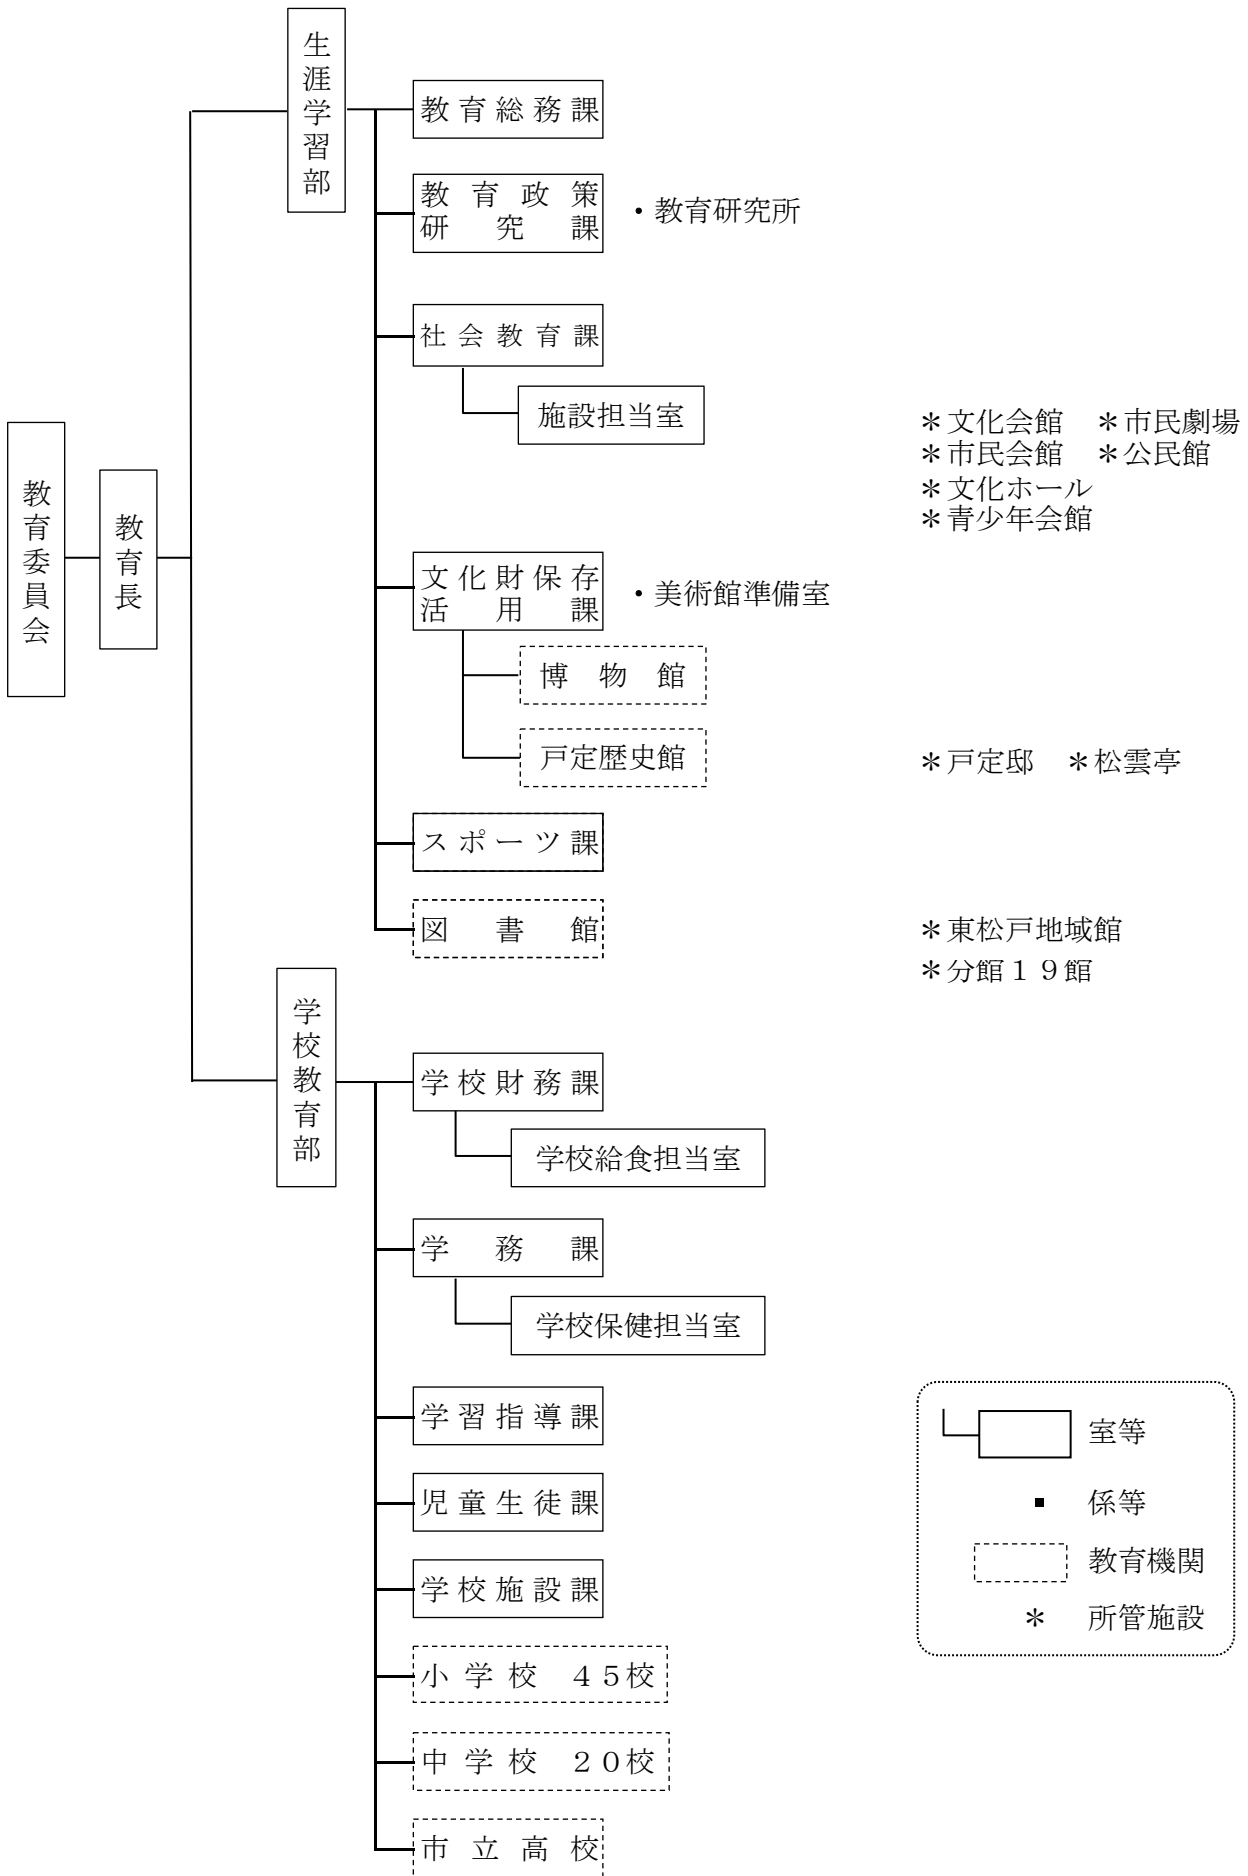 教育委員会
教育長
生涯学習部
教育総務課
教育政策
研究課
・教育研究所
社会教育課
施設担当室
＊文化会館　＊市民劇場
＊市民会館　＊公民館
＊文化ホール
＊青少年会館
文化財保存
活用課
・美術館準備室
博物館
戸定歴史館
＊戸定邸　＊松雲亭
スポーツ課
図書館
＊東松戸地域館
＊分館１９館
学校教育部
学校財務課
学校給食担当室
学務課
学校保健担当室
学習指導課
児童生徒課
学校施設課
小学校　４５校
中学校　２０校
市立高校
室等
▪　係等
教育機関
＊　所管施設